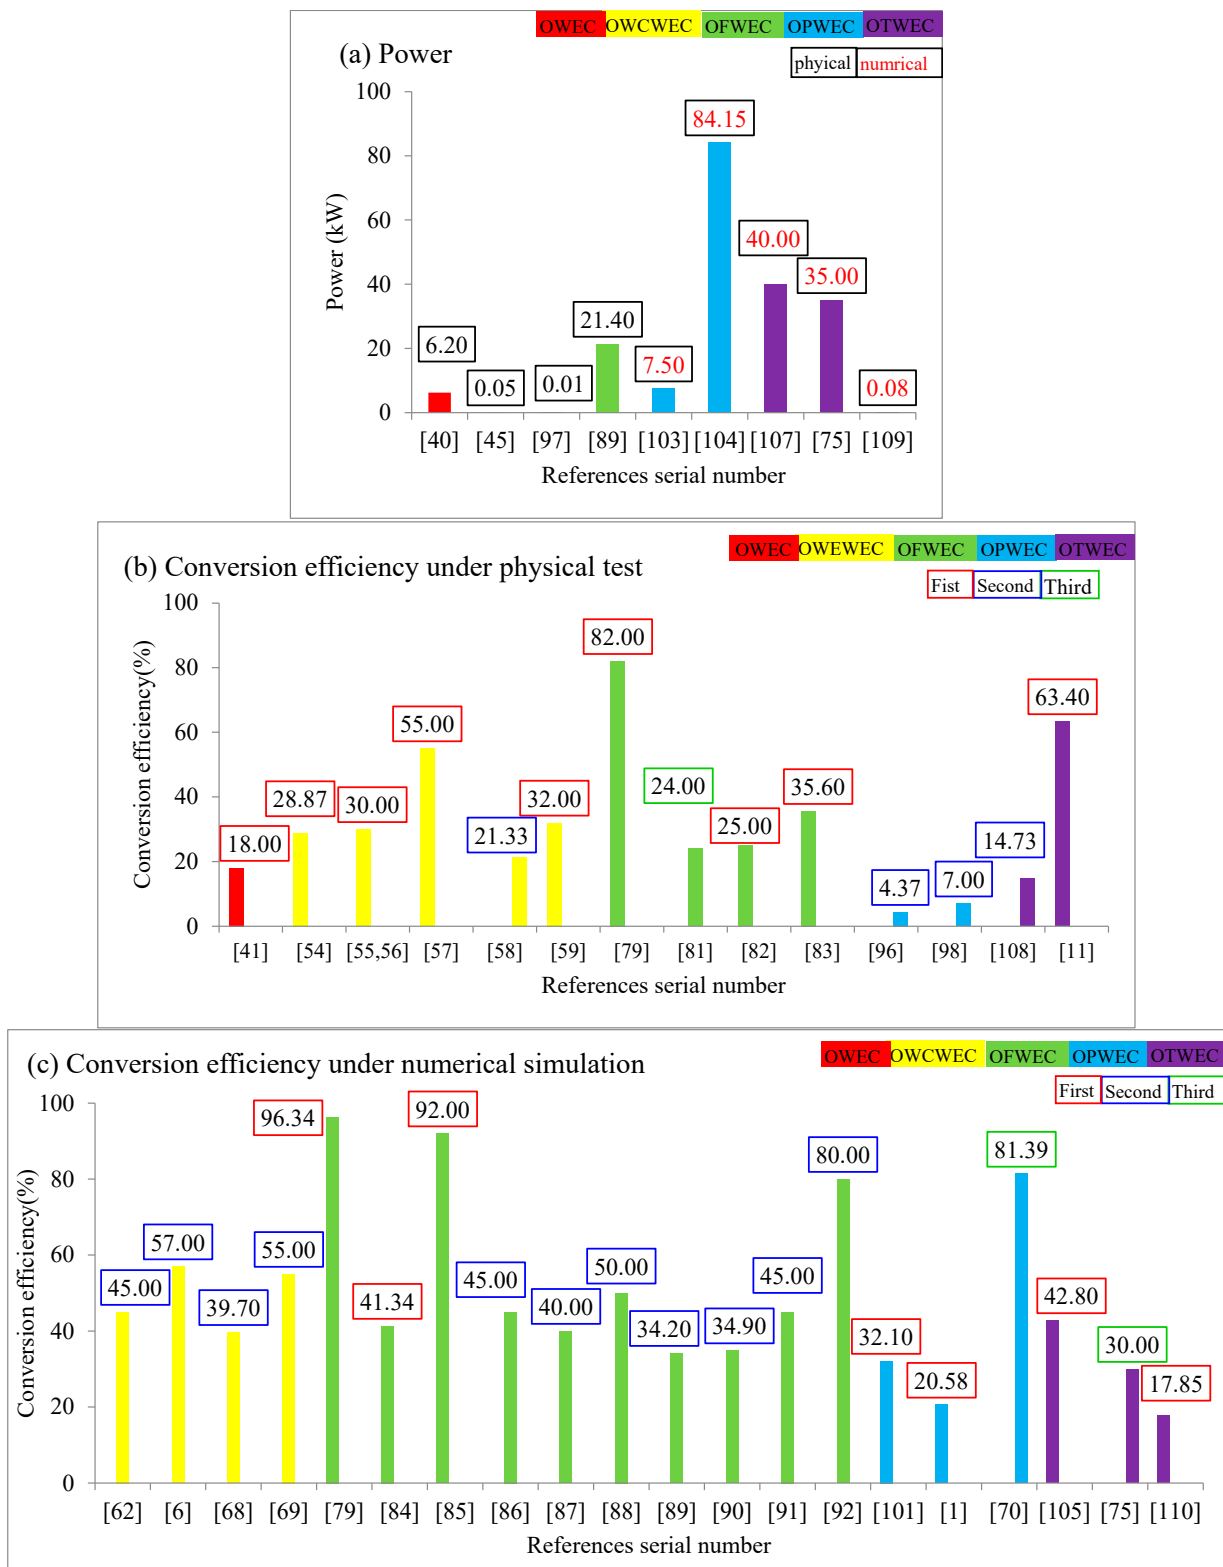 OWEC OWCWEC OFWEC OPWEC OTWEC
(a) Power
phyical numrical
100
80
60
40
20
0
Power (kW)
6.20 0.05 0.01 21.40 7.50 84.15 40.00 35.00 0.08
[40] [45] [97] [89] [103] [104] [107] [75] [109]
References serial number
OWEC OWEWEC OFWEC OPWEC OTWEC
(b) Conversion efficiency under physical test
Fist Second Third
100
80
60
40
20
0
Conversion efficiency(%)
18.00 28.87 30.00 55.00 21.33 32.00 82.00 24.00 25.00 35.60 4.37 7.00 14.73 63.40
[41] [54] [55,56] [57] [58] [59] [79] [81] [82] [83] [96] [98] [108] [11]
References serial number
OWEC OWCWEC OFWEC OPWEC OTWEC
(c) Conversion efficiency under numerical simulation
First Second Third
100
80
60
40
20
0
Conversion efficiency(%)
45.00 57.00 39.70 55.00 96.34 41.34 92.00 45.00 40.00 50.00 34.20 34.90 45.00 80.00 32.10 20.58 81.39 42.80 30.00 17.85
[62] [6] [68] [69] [79] [84] [85] [86] [87] [88] [89] [90] [91] [92] [101] [1] [70] [105] [75] [110]
References serial number